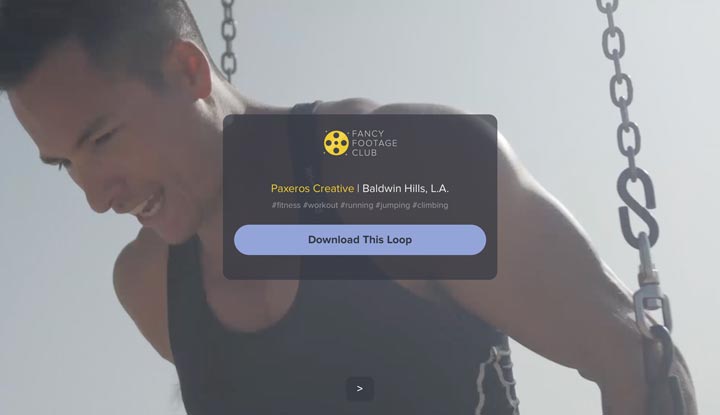 FANCY
FOOTAGE
CLUB
Paxeros Creative | Baldwin Hills, L.A.
#fitness #workout #running #jumping #climbing
Download This Loop
>